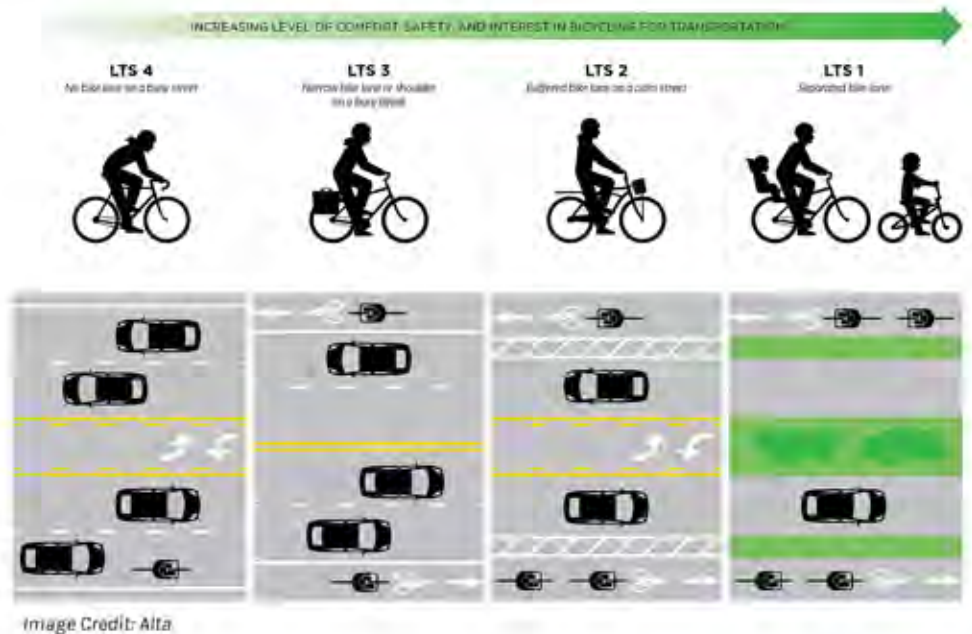 INCREASING LEVEL OF COMFORT, SAFETY, AND INTEREST IN BICYCLING FOR TRANSPORTATION
LTS 4
No bike lane on a busy street
LTS 3
Narrow bike lane or shoulder
on a busy street
LTS 2
Buffered bike lane on a calm street
LTS 1
Separated bike lane
Image Credit: Alta